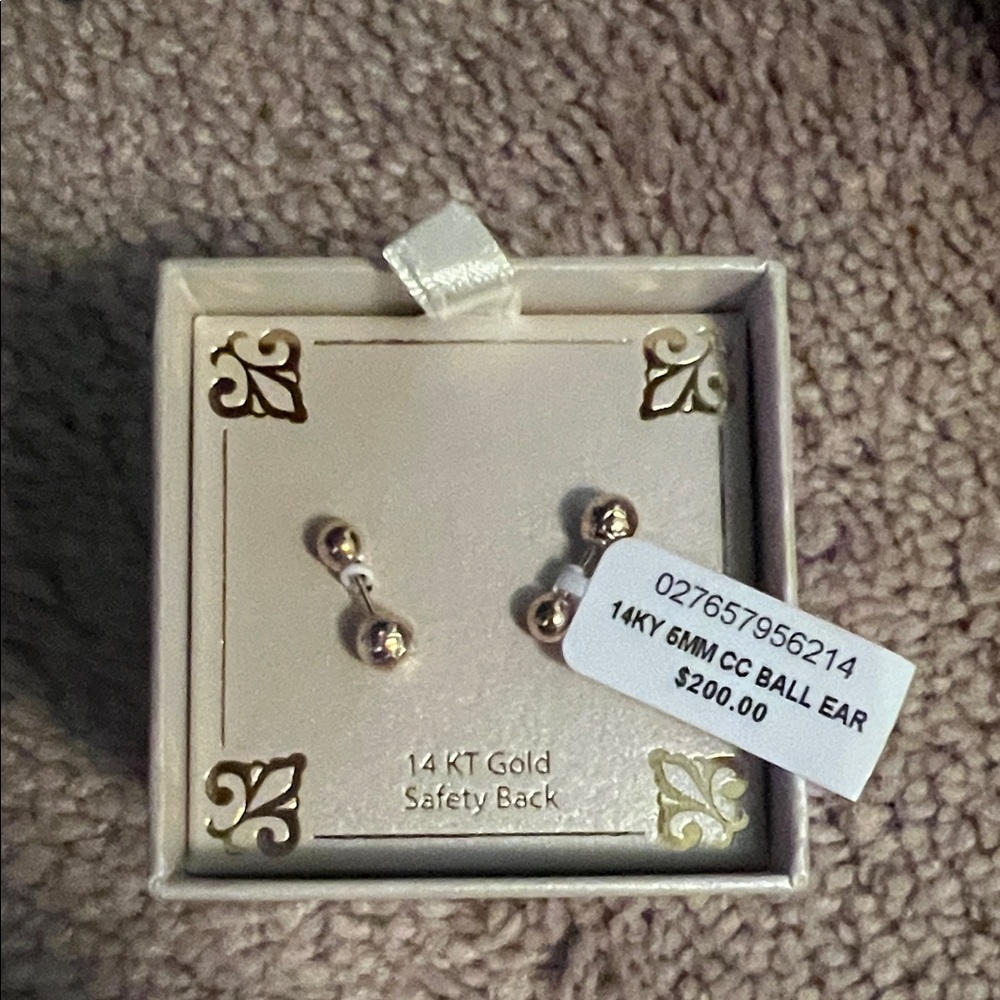 027657956214
14KY 6MM CC BALL EAR
$200.00
14 KT Gold
Safety Back